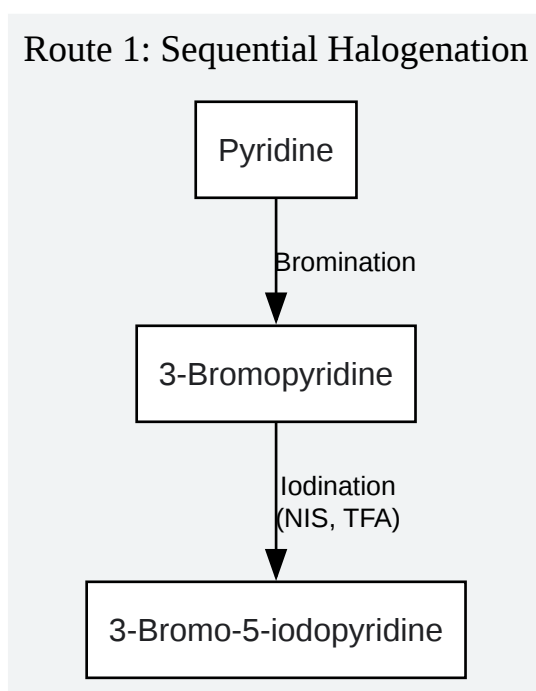 Route 1: Sequential Halogenation
Pyridine
Bromination
3-Bromopyridine
Iodination
(NIS, TFA)
3-Bromo-5-iodopyridine